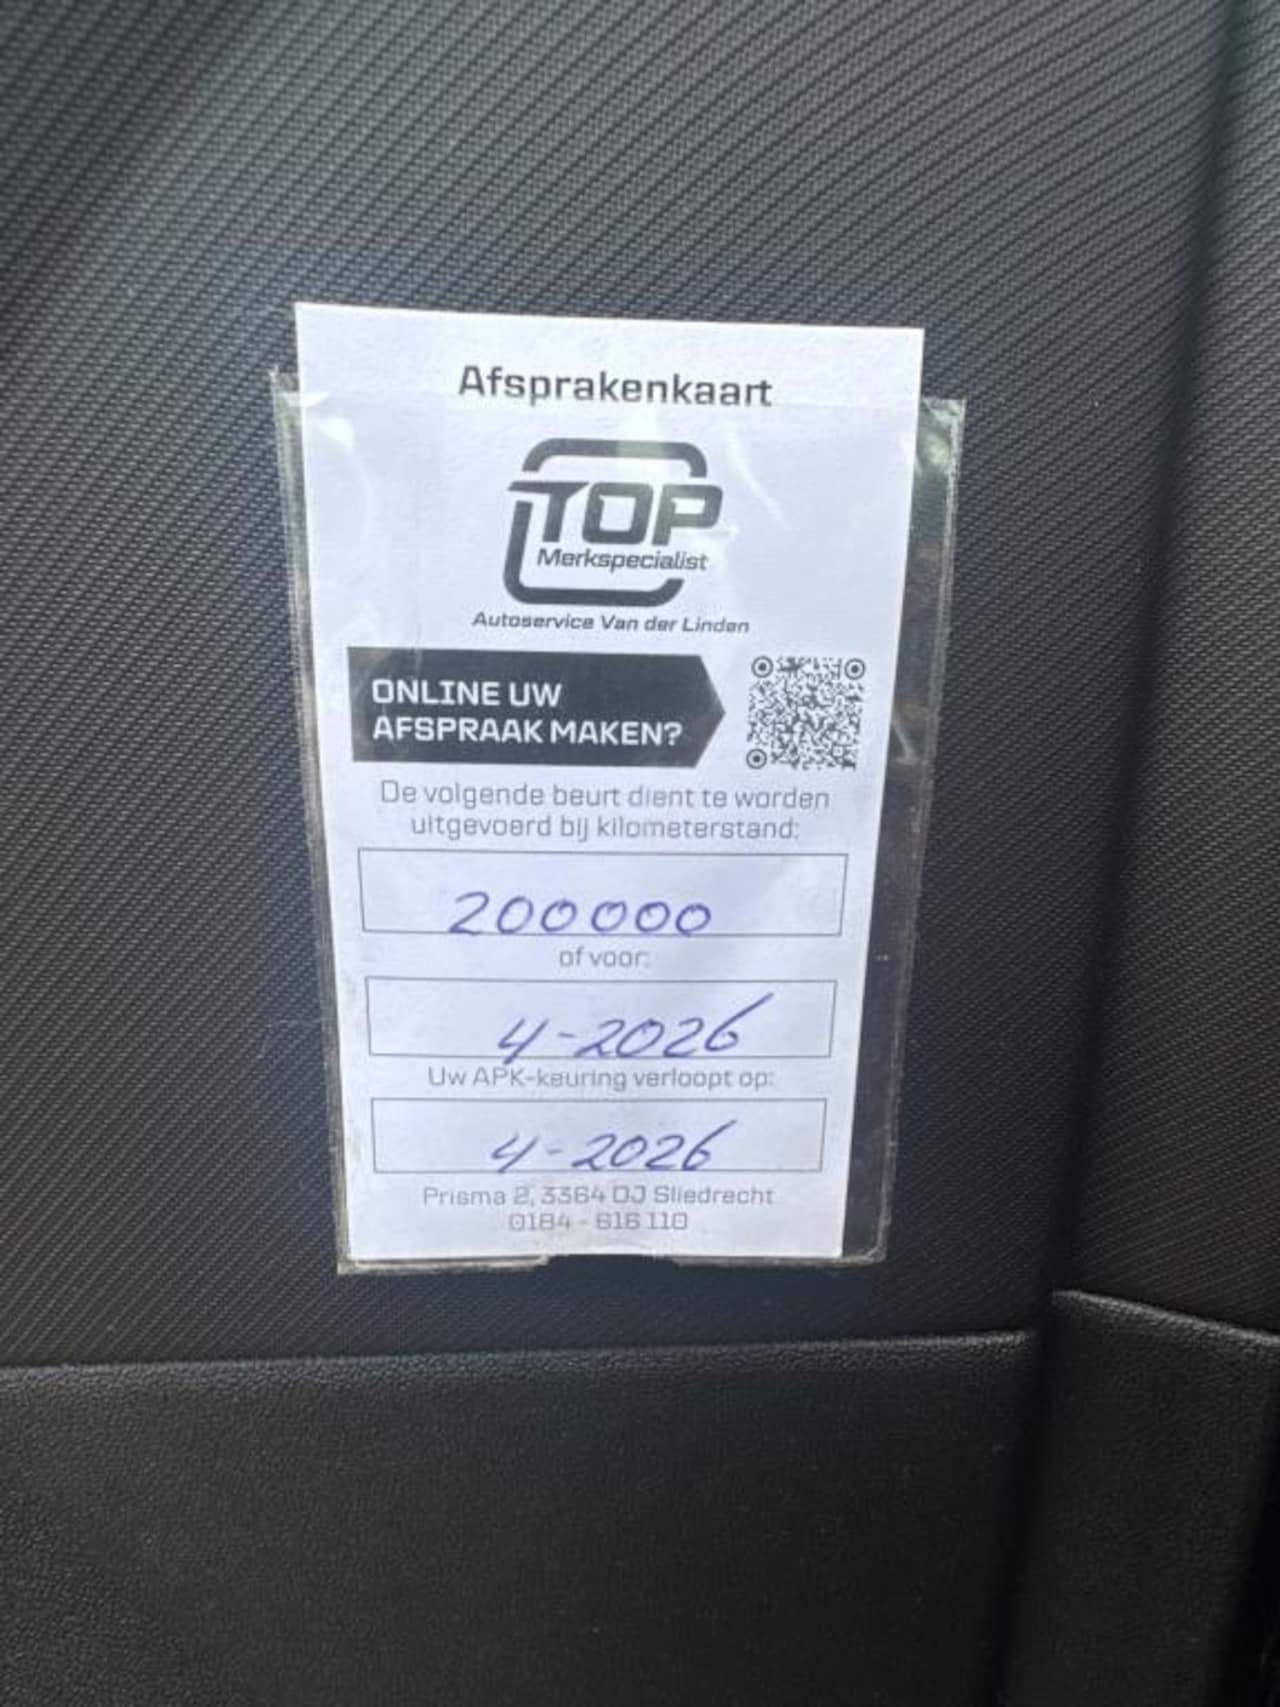 Afsprakenkaart
TOP
Merkspecialist
Autoservice Van der Linden
ONLINE UW
AFSPRAAK MAKEN?
De volgende beurt dient te worden
uitgevoerd bij kilometerstand:
200000
of voor:
4-2026
Uw APK-keuring verloopt op:
4-2026
Prisma 2, 3364 DJ Sliedrecht
0184 - 616 110